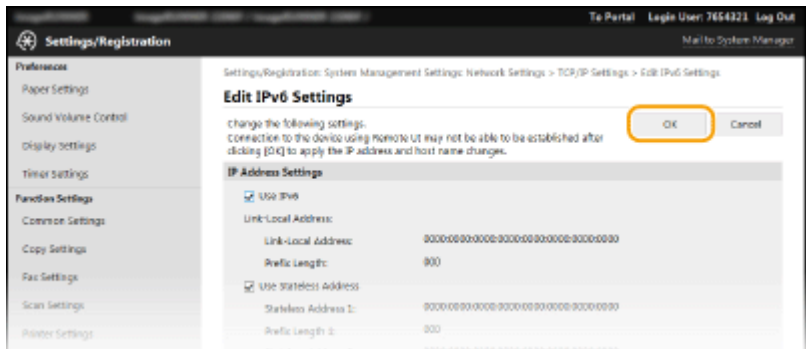 To Portal Login User: 7654321 Log Out
Settings/Registration
Mail to System Manager
Preferences
Paper Settings
Sound Volume Control
Display Settings
Timer Settings
Function Settings
Common Settings
Copy Settings
Fax Settings
Scan Settings
Printer Settings
Settings/Registration: System Management Settings: Network Settings > TCP/IP Settings > Edit IPv6 Settings
Edit IPv6 Settings
Change the following settings.
Connection to the device using Remote UI may not be able to be established after
clicking [OK] to apply the IP address and host name changes.
OK Cancel
IP Address Settings
Use IPv6
Link-Local Address:
Link-Local Address: 0000:0000:0000:0000:0000:0000:0000:0000
Prefix Length: 000
Use Stateless Address
Stateless Address 1: 0000:0000:0000:0000:0000:0000:0000:0000
Prefix Length 1: 000